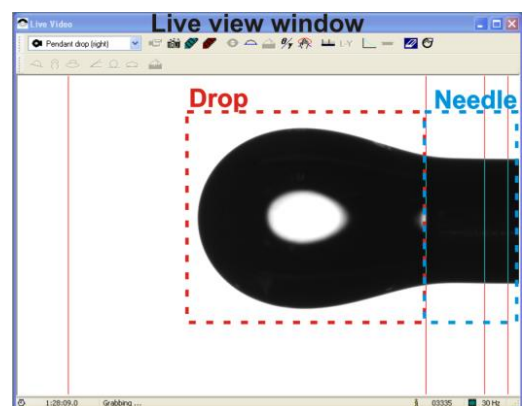 Live Video
Live view window
Pendant drop (right)
L-Y
Drop
Needle
1:28:09.0 Grabbing ... 03335 30 Hz